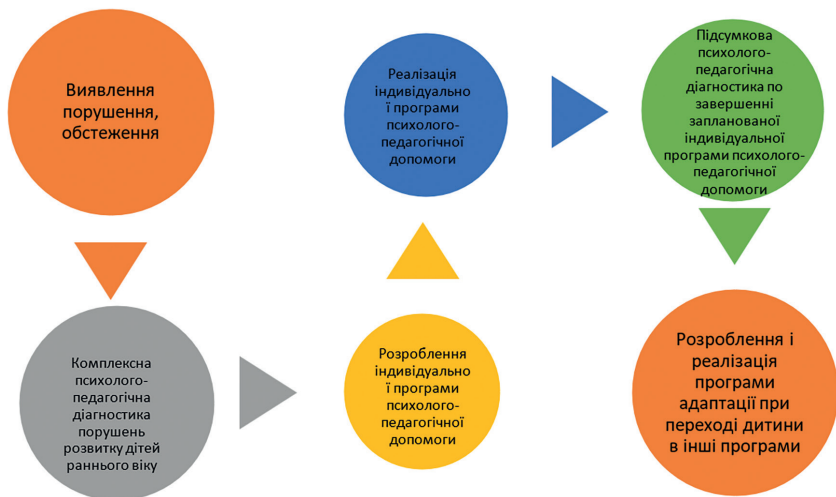 Виявлення
порушення,
обстеження
Комплексна
психолого-
педагогічна
діагностика
порушень
розвитку дітей
раннього віку
Розроблення
індивідуально
ї програми
психолого-
педагогічної
допомоги
Реалізація
індивідуально
ї програми
психолого-
педагогічної
допомоги
Підсумкова
психолого-
педагогічна
діагностика по
завершенні
запланованої
індивідуальної
програми психолого-
педагогічної
допомоги
Розроблення і
реалізація
програми
адаптації при
переході дитини
в інші програми